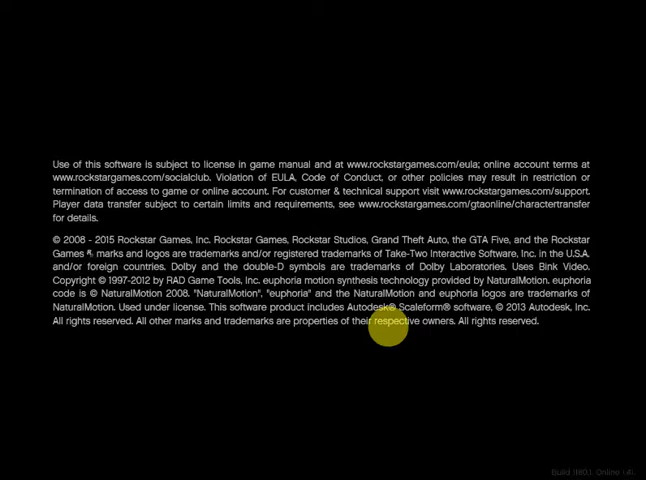 Use of this software is subject to license in game manual and at www.rockstargames.com/eula; online account terms at
www.rockstargames.com/socialclub. Violation of EULA, Code of Conduct, or other policies may result in restriction or
termination of access to game or online account. For customer & technical support visit www.rockstargames.com/support.
Player data transfer subject to certain limits and requirements, see www.rockstargames.com/gtaonline/charactertransfer
for details.
© 2008 - 2015 Rockstar Games, Inc. Rockstar Games, Rockstar Studios, Grand Theft Auto, the GTA Five, and the Rockstar
Games marks and logos are trademarks and/or registered trademarks of Take-Two Interactive Software, Inc. in the U.S.A.
and/or foreign countries. Dolby and the double-D symbols are trademarks of Dolby Laboratories. Uses Bink Video.
Copyright © 1997-2012 by RAD Game Tools, Inc. euphoria motion synthesis technology provided by NaturalMotion. euphoria
code is © NaturalMotion 2008. "NaturalMotion", "euphoria" and the NaturalMotion and euphoria logos are trademarks of
NaturalMotion. Used under license. This software product includes Autodesk® Scaleform® software, © 2013 Autodesk, Inc.
All rights reserved. All other marks and trademarks are properties of their respective owners. All rights reserved.
Build Online